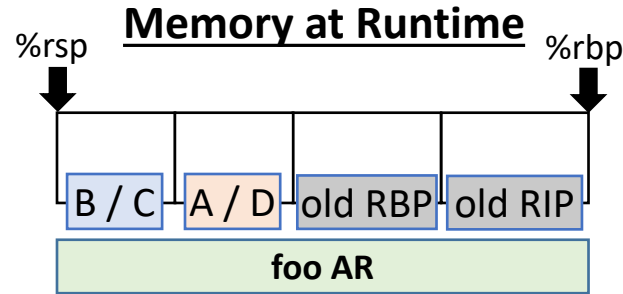 Memory at Runtime
%rsp
%rbp
B / C
A / D
old RBP
old RIP
foo AR